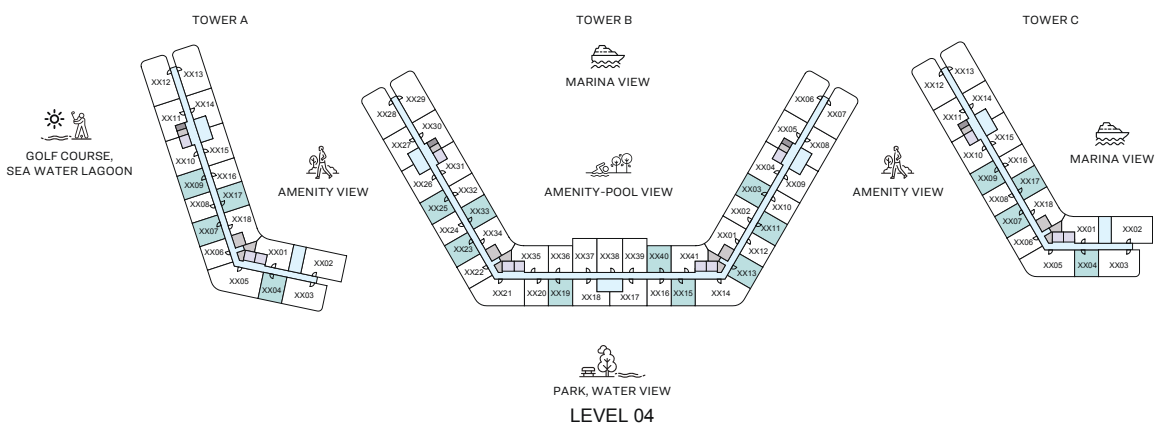 TOWER A
TOWER B
TOWER C
MARINA VIEW
GOLF COURSE,
SEA WATER LAGOON
AMENITY VIEW
AMENITY-POOL VIEW
AMENITY VIEW
MARINA VIEW
XX12
XX13
XX11
XX14
XX10
XX15
XX09
XX16
XX08
XX17
XX07
XX18
XX06
XX01
XX02
XX05
XX04
XX03
XX28
XX29
XX27
XX30
XX26
XX31
XX25
XX32
XX24
XX33
XX23
XX34
XX22
XX35
XX36
XX37
XX38
XX39
XX40
XX41
XX21
XX20
XX19
XX18
XX17
XX16
XX15
XX14
XX06
XX07
XX05
XX08
XX04
XX09
XX03
XX10
XX02
XX11
XX01
XX12
XX13
XX12
XX13
XX11
XX14
XX10
XX15
XX09
XX16
XX08
XX17
XX07
XX18
XX06
XX01
XX02
XX05
XX04
XX03
PARK, WATER VIEW
LEVEL 04